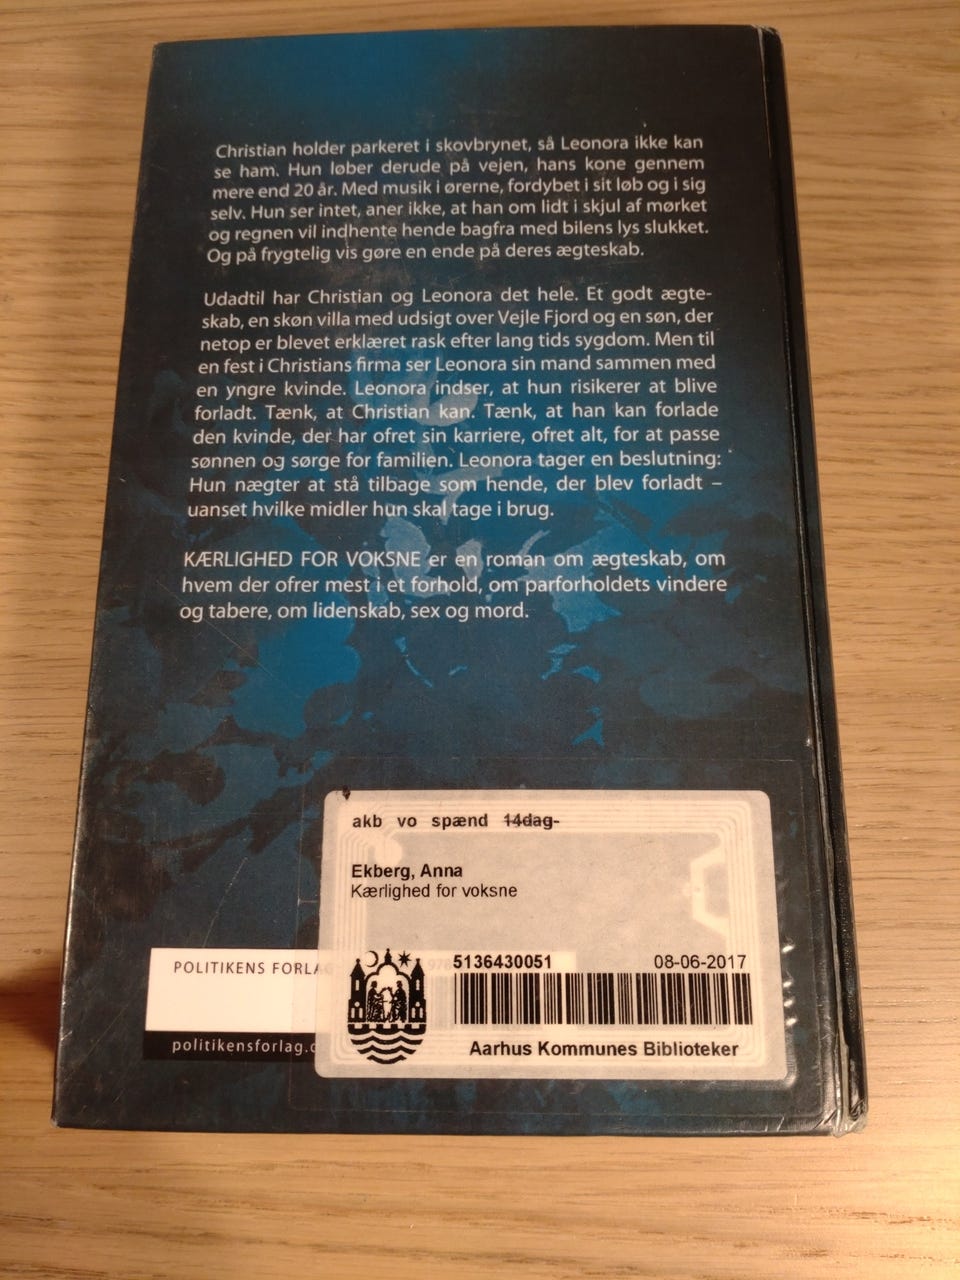 Christian holder parkeret i skovbrynet, så Leonora ikke kan
se ham. Hun løber derude på vejen, hans kone gennem
mere end 20 år. Med musik i ørerne, fordybet i sit løb og i sig
selv. Hun ser intet, aner ikke, at han om lidt i skjul af mørket
og regnen vil indhente hende bagfra med bilens lys slukket.
Og på frygtelig vis gøre en ende på deres ægteskab.
Udadtil har Christian og Leonora det hele. Et godt ægte-
skab, en skøn villa med udsigt over Vejle Fjord og en søn, der
netop er blevet erklæret rask efter lang tids sygdom. Men til
en fest i Christians firma ser Leonora sin mand sammen med
en yngre kvinde. Leonora indser, at hun risikerer at blive
forladt. Tænk, at Christian kan. Tænk, at han kan forlade
den kvinde, der har ofret sin karriere, ofret alt, for at passe
sønnen og sørge for familien. Leonora tager en beslutning:
Hun nægter at stå tilbage som hende, der blev forladt –
uanset hvilke midler hun skal tage i brug.
KÆRLIGHED FOR VOKSNE er en roman om ægteskab, om
hvem der ofrer mest i et forhold, om parforholdets vindere
og tabere, om lidenskab, sex og mord.
akb vo spænd 14dag-
Ekberg, Anna
Kærlighed for voksne
POLITIKENS FORLAG 978
5136430051 08-06-2017
politikensforlag.d
Aarhus Kommunes Biblioteker